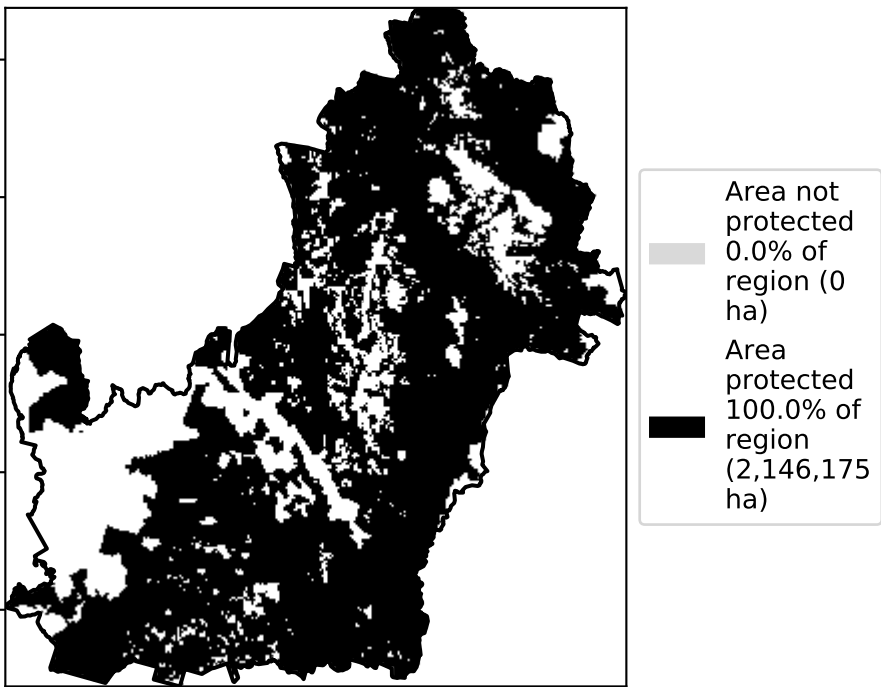 Area not
protected
0.0% of
region (0
ha)
Area
protected
100.0% of
region
(2,146,175
ha)